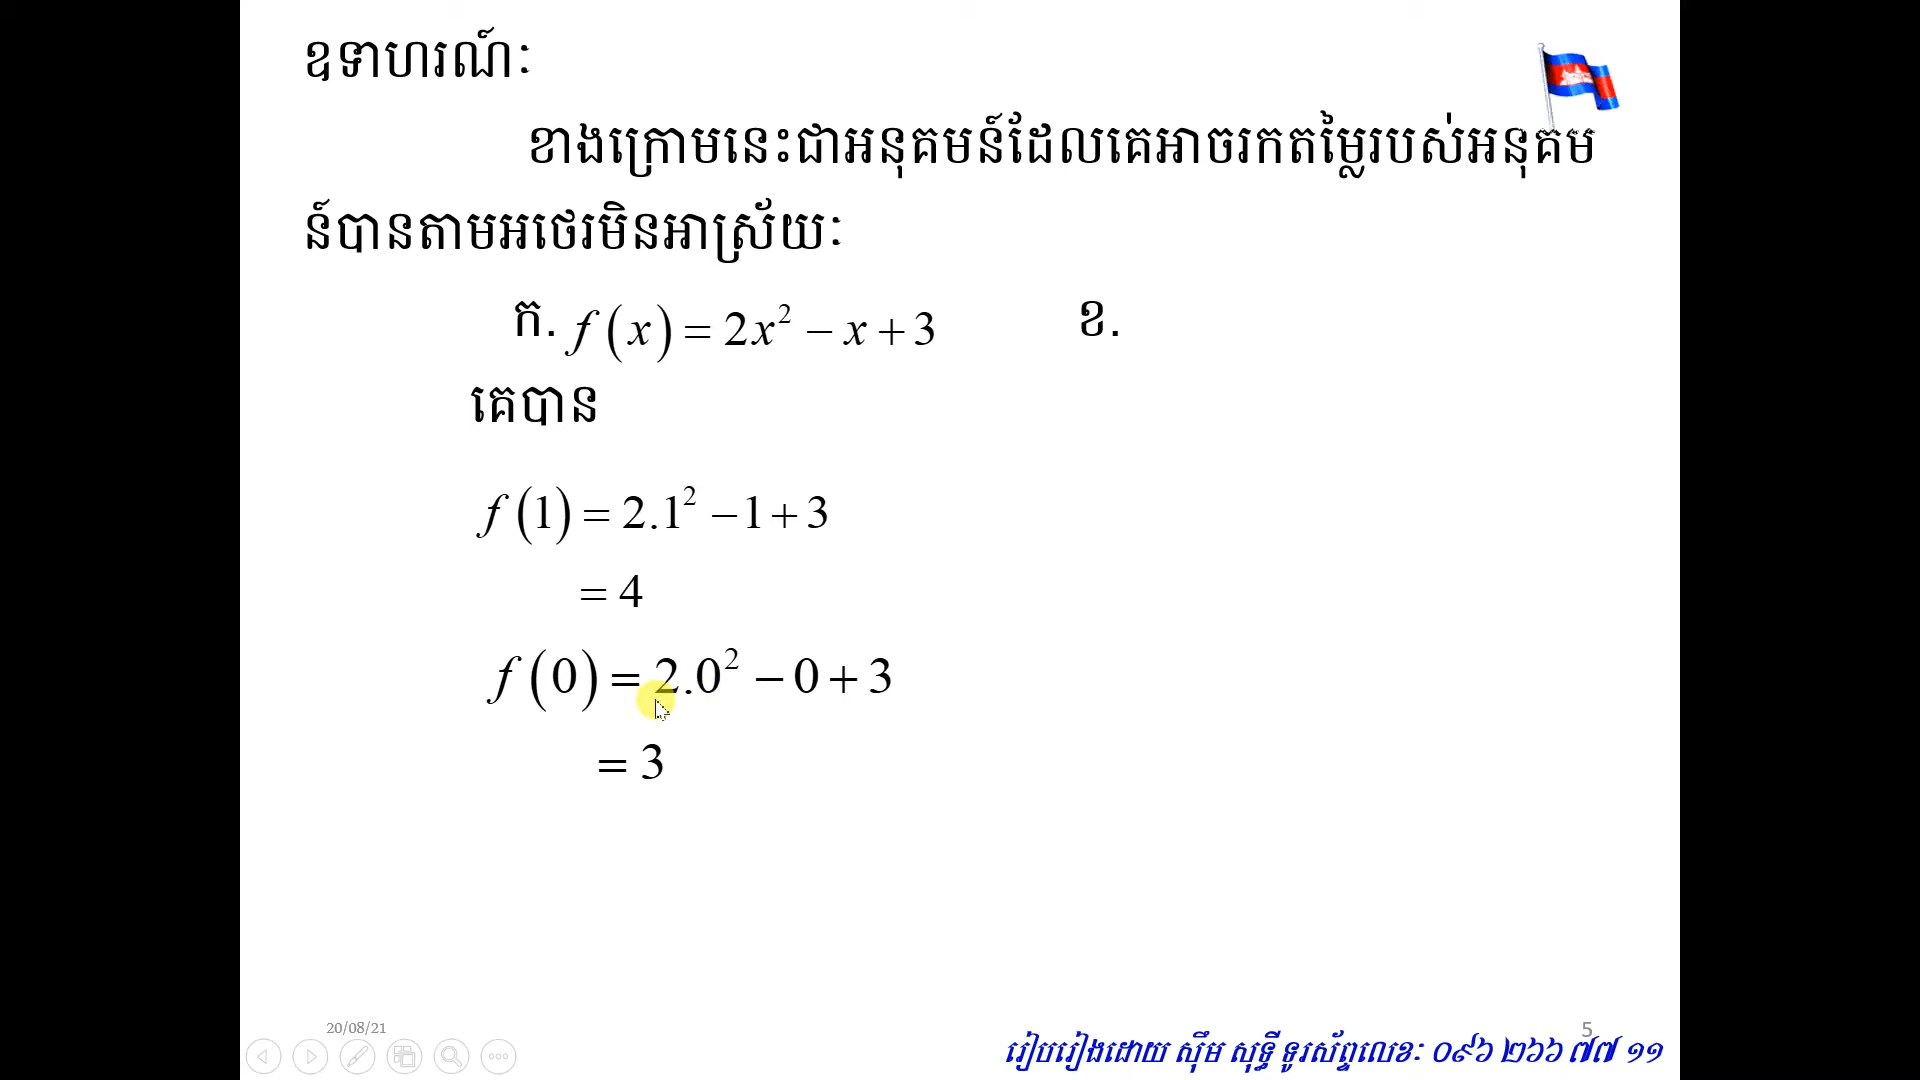 ឧទាហរណ៍ៈ
ខាងក្រោមនេះជាអនុគមន៍ដែលគេអាចរកតម្លៃរបស់អនុគម
ន៍បានតាមអថេរមិនអាស្រ័យៈ
ក. f(x) = 2x² − x + 3 ខ.
គេបាន
f(1) = 2.1² − 1 + 3
= 4
f(0) = 2.0² − 0 + 3
= 3
20/08/21
5
រៀបរៀងដោយ ស៊ឹម សុទ្ធី ទូរស័ព្ទលេខៈ ០៩៦ ២៦៦ ៧៧ ១១